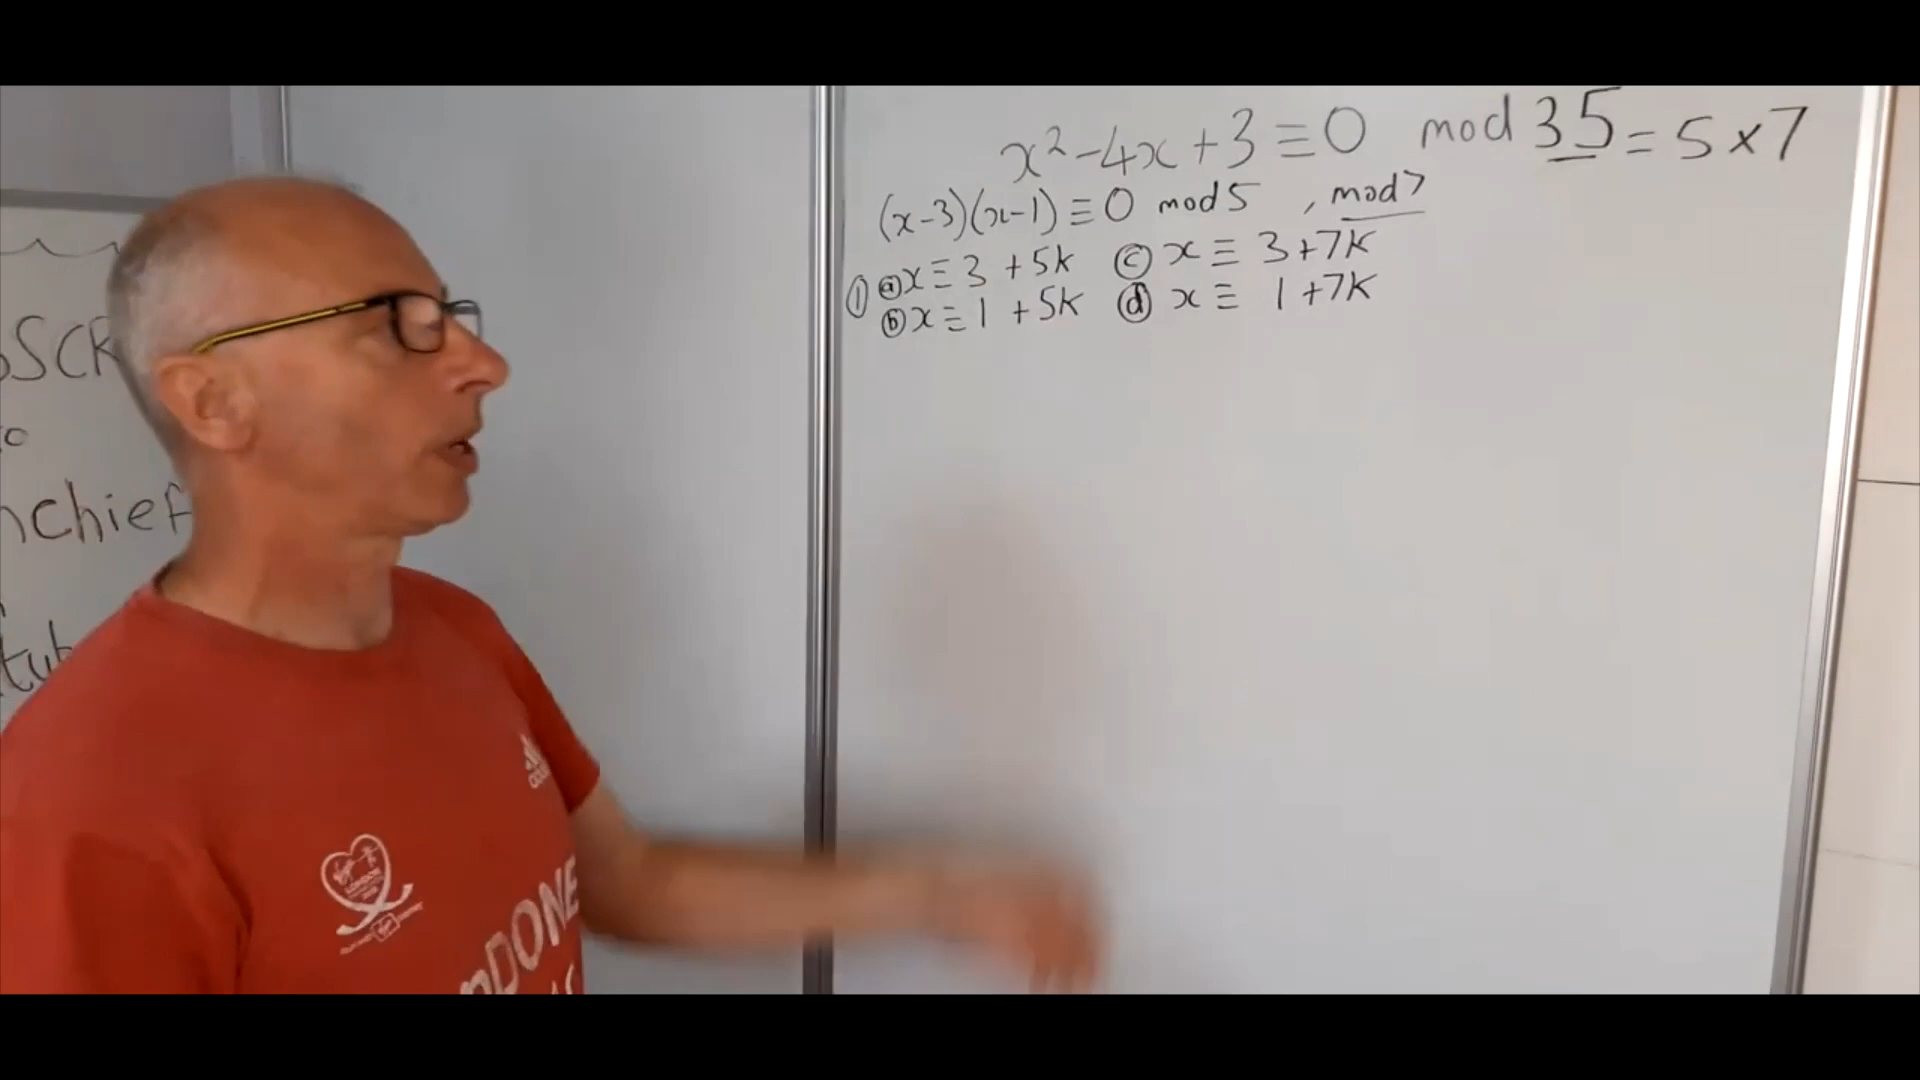 x² - 4x + 3 ≡ 0 mod 35 = 5 × 7
(x-3)(x-1) ≡ 0 mod 5 , mod 7
① ⓐ x ≡ 3 + 5k ⓒ x ≡ 3 + 7k
ⓑ x ≡ 1 + 5k ⓓ x ≡ 1 + 7k
SCR
nchief
tub
LONDON